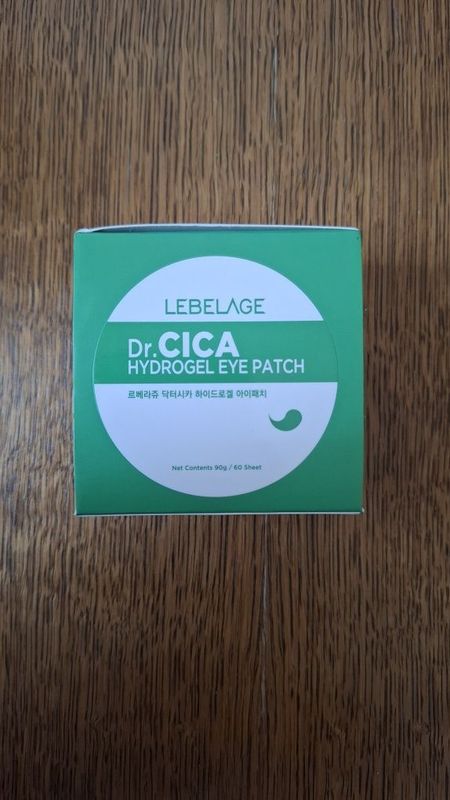 LEBELAGE
Dr.CICA
HYDROGEL EYE PATCH
르베라쥬 닥터시카 하이드로겔 아이패치
Net Contents 90g / 60 Sheet